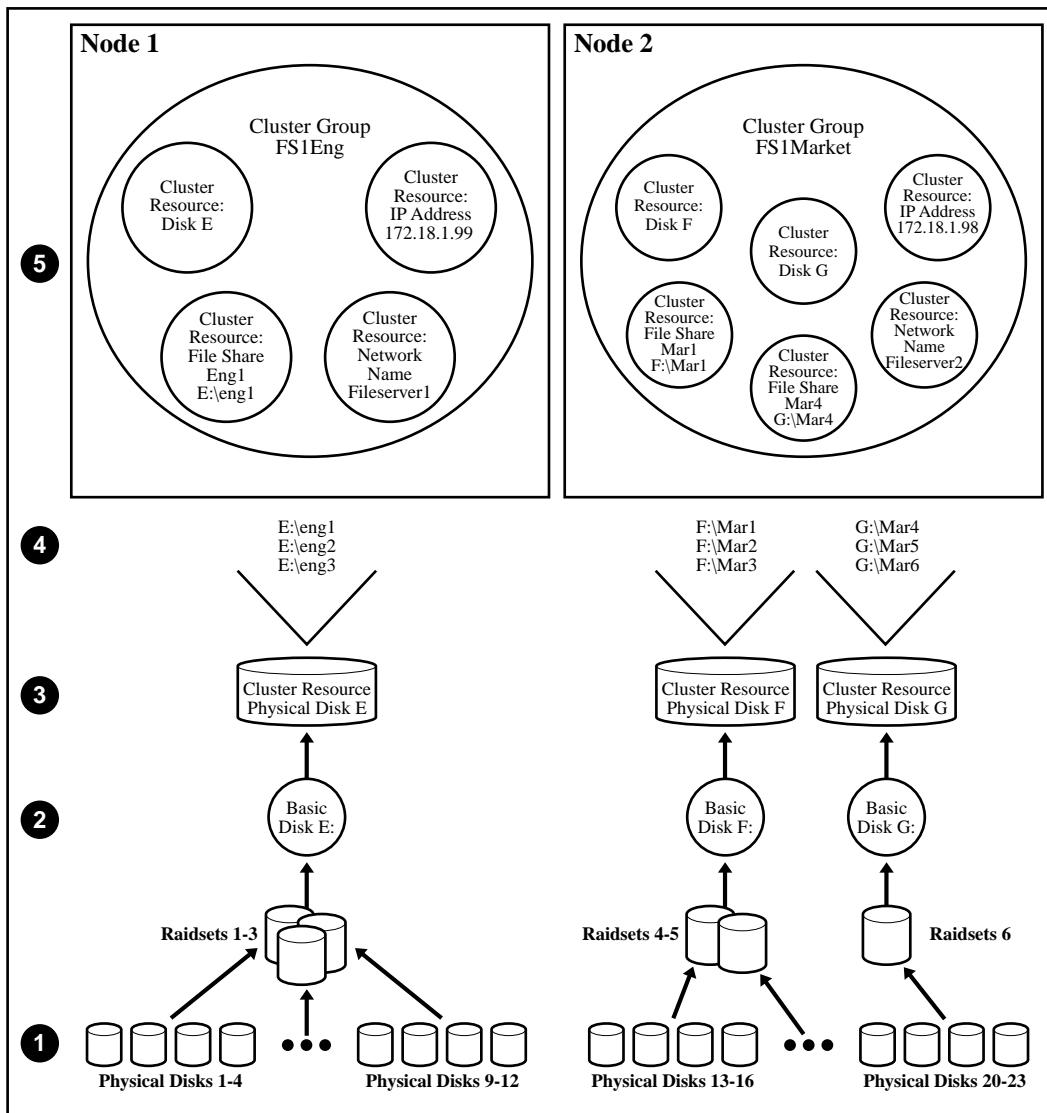 Node 1
Cluster Group
FS1Eng
Cluster
Resource:
Disk E
Cluster
Resource:
IP Address
172.18.1.99
Cluster
Resource:
File Share
Eng1
E:\eng1
Cluster
Resource:
Network
Name
Fileserver1
Node 2
Cluster Group
FS1Market
Cluster
Resource:
Disk F
Cluster
Resource:
Disk G
Cluster
Resource:
IP Address
172.18.1.98
Cluster
Resource:
File Share
Mar1
F:\Mar1
Cluster
Resource:
File Share
Mar4
G:\Mar4
Cluster
Resource:
Network
Name
Fileserver2
5
4
E:\eng1
E:\eng2
E:\eng3
F:\Mar1
F:\Mar2
F:\Mar3
G:\Mar4
G:\Mar5
G:\Mar6
3
Cluster Resource
Physical Disk E
Cluster Resource
Physical Disk F
Cluster Resource
Physical Disk G
2
Basic
Disk E:
Basic
Disk F:
Basic
Disk G:
Raidsets 1-3
Raidsets 4-5
Raidsets 6
1
Physical Disks 1-4
Physical Disks 9-12
Physical Disks 13-16
Physical Disks 20-23